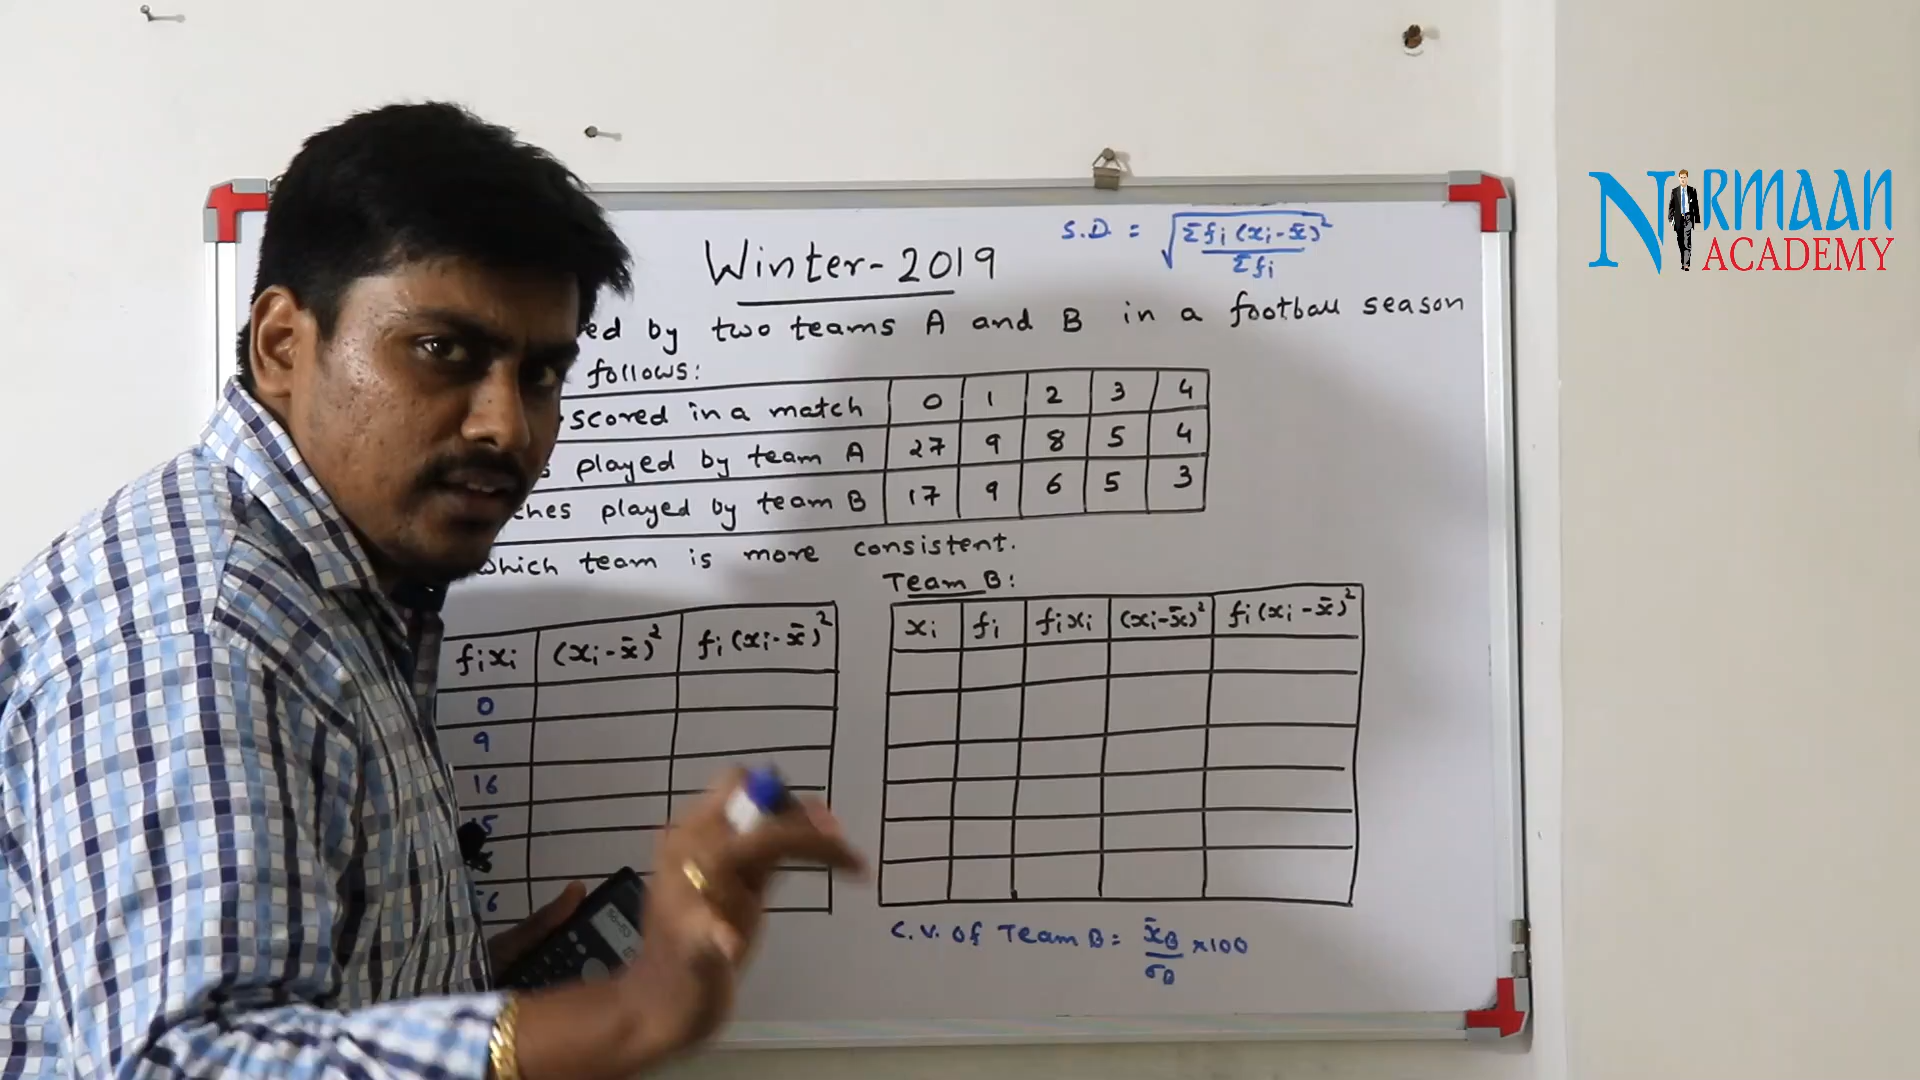 NIRMAAN
ACADEMY
S.D. = √ Σfi (xi-x̄)² / Σfi
Winter-2019
ed by two teams A and B in a football season
follows:
scored in a match 0 1 2 3 4
s played by team A 27 9 8 5 4
ches played by team B 17 9 6 5 3
which team is more consistent.
Team B:
fixi (xi-x̄)² fi(xi-x̄)²
0
9
16
15
xi fi fixi (xi-x̄)² fi(xi-x̄)²
C.V. of Team B = x̄B / σB ×100